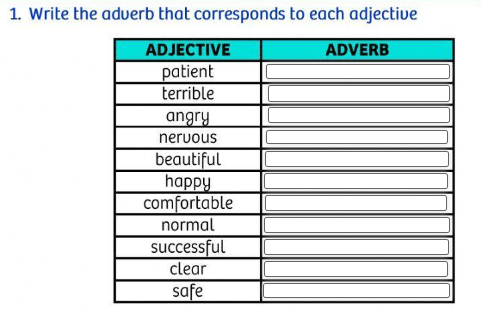 1. Write the adverb that corresponds to each adjective
ADJECTIVE ADVERB
patient
terrible
angry
nervous
beautiful
happy
comfortable
normal
successful
clear
safe